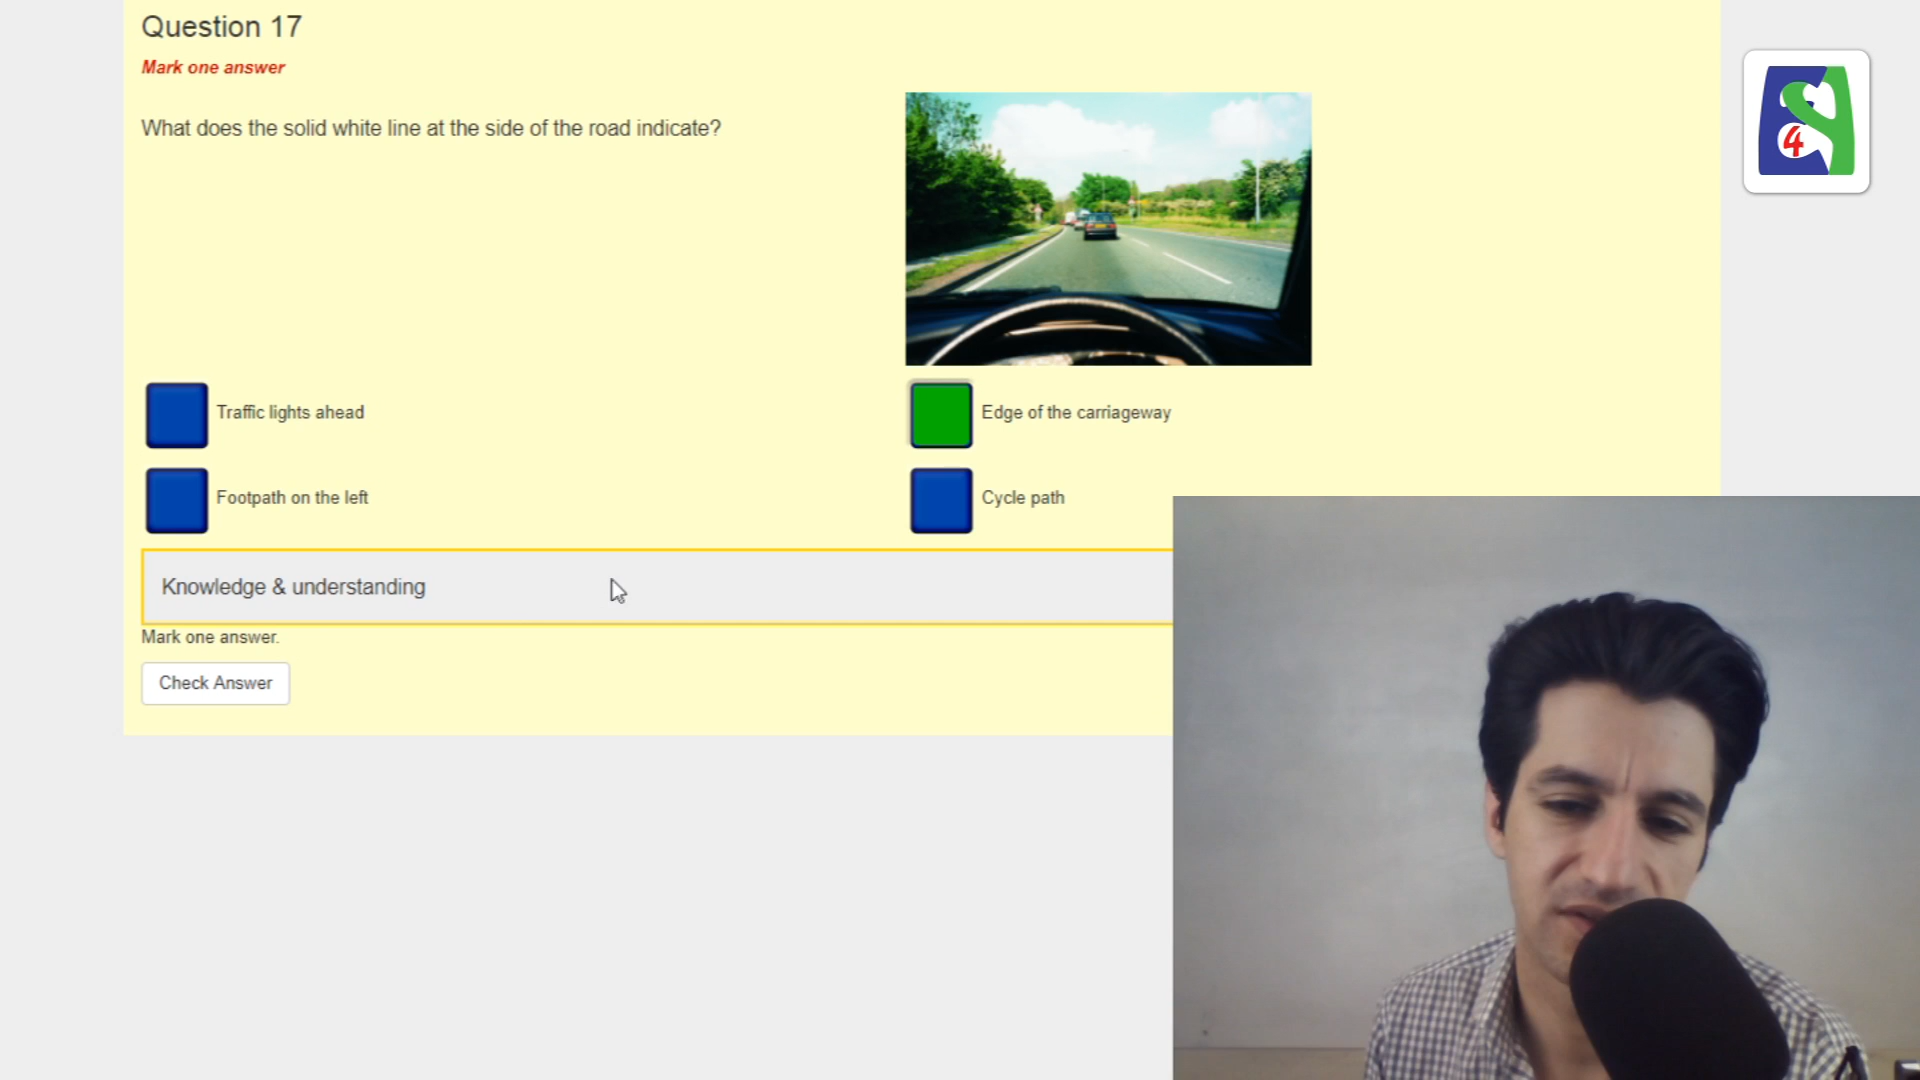 Question 17
Mark one answer
What does the solid white line at the side of the road indicate?
4
Traffic lights ahead
Edge of the carriageway
Footpath on the left
Cycle path
Knowledge & understanding
Mark one answer.
Check Answer